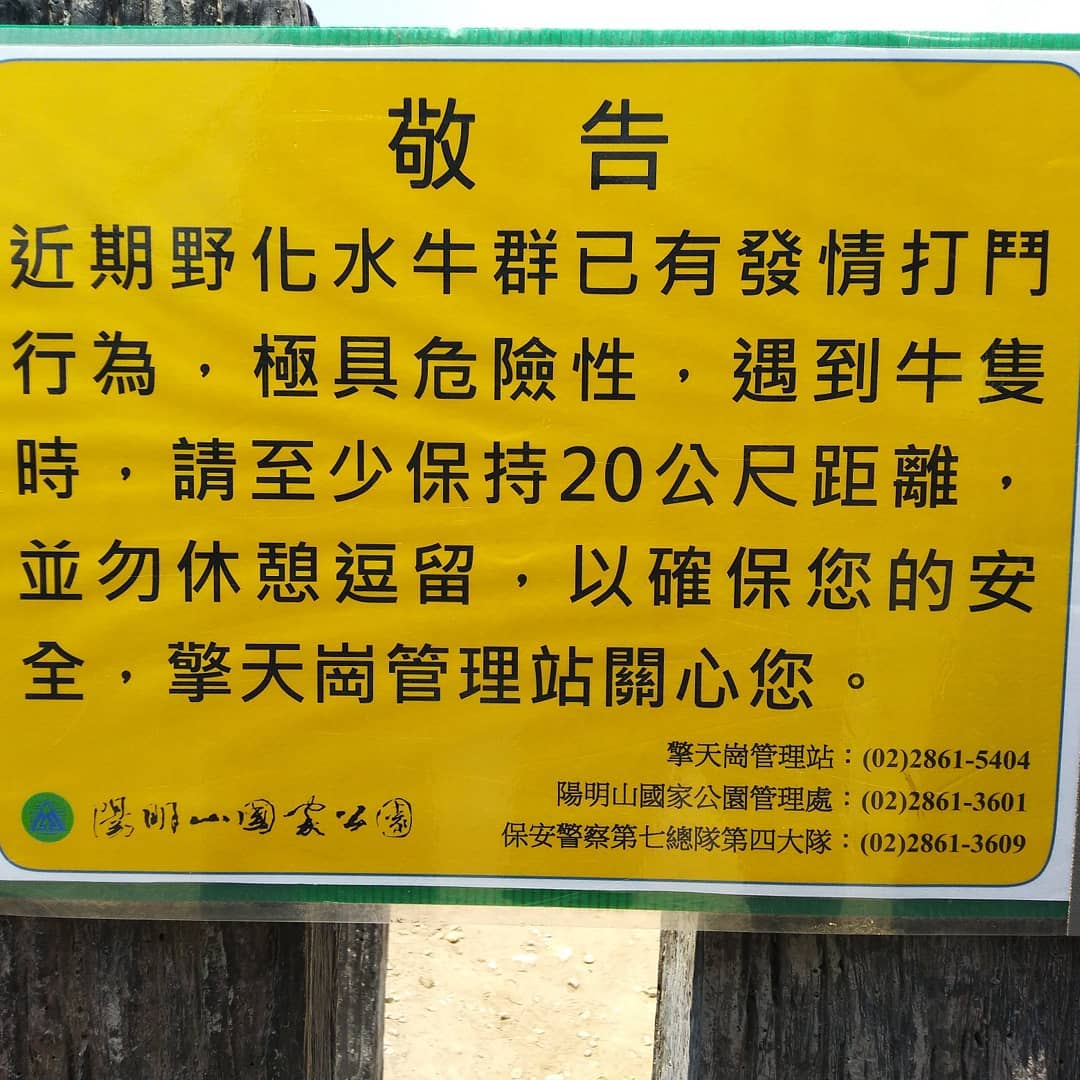 敬告
近期野化水牛群已有發情打鬥
行為，極具危險性，遇到牛隻
時，請至少保持20公尺距離，
並勿休憩逗留，以確保您的安
全，擎天崗管理站關心您。
擎天崗管理站：(02)2861-5404
陽明山國家公園管理處：(02)2861-3601
保安警察第七總隊第四大隊：(02)2861-3609
陽明山國家公園